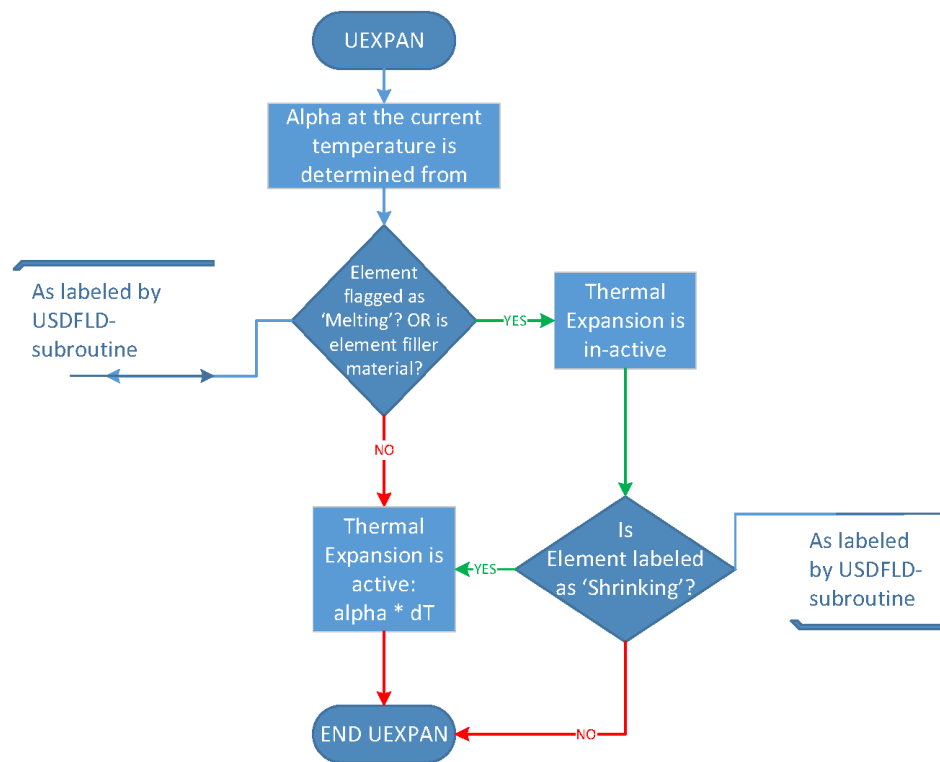 UEXPAN
Alpha at the current
temperature is
determined from
Element
flagged as
'Melting'? OR is
element filler
material?
As labeled by
USDFLD-
subroutine
YES
Thermal
Expansion is
in-active
NO
Thermal
Expansion is
active:
alpha * dT
YES
Is
Element labeled
as 'Shrinking'?
As labeled
by USDFLD-
subroutine
END UEXPAN
NO